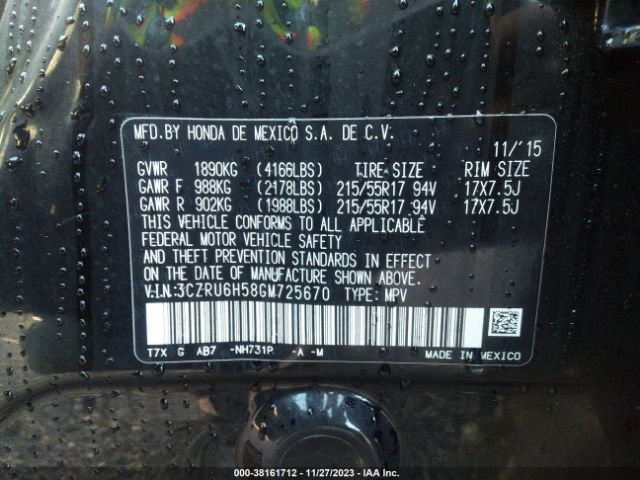 MFD.BY HONDA DE MEXICO S.A. DE C.V.
11/'15
GVWR 1890KG (4166LBS) TIRE SIZE RIM SIZE
GAWR F 988KG (2178LBS) 215/55R17 94V 17X7.5J
GAWR R 902KG (1988LBS) 215/55R17 94V 17X7.5J
THIS VEHICLE CONFORMS TO ALL APPLICABLE
FEDERAL MOTOR VEHICLE SAFETY
AND THEFT PREVENTION STANDARDS IN EFFECT
ON THE DATE OF MANUFACTURE SHOWN ABOVE.
V.I.N:3CZRU6H58GM725670 TYPE: MPV
T7X G AB7 -NH731P -A -M MADE IN MEXICO
000-38161712 - 11/27/2023 - IAA Inc.